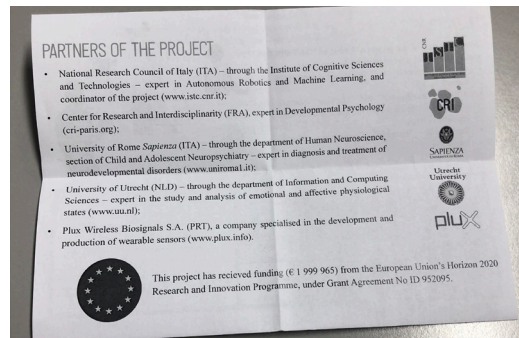 PARTNERS OF THE PROJECT
• National Research Council of Italy (ITA) – through the Institute of Cognitive Sciences
and Technologies – expert in Autonomous Robotics and Machine Learning, and
coordinator of the project (www.istc.cnr.it);
• Center for Research and Interdisciplinarity (FRA), expert in Developmental Psychology
(cri-paris.org);
• University of Rome Sapienza (ITA) – through the department of Human Neuroscience,
section of Child and Adolescent Neuropsychiatry – expert in diagnosis and treatment of
neurodevelopmental disorders (www.uniroma1.it);
• University of Utrecht (NLD) – through the department of Information and Computing
Sciences – expert in the study and analysis of emotional and affective physiological
states (www.uu.nl);
• Plux Wireless Biosignals S.A. (PRT), a company specialised in the development and
production of wearable sensors (www.plux.info).
CNR
CRI
SAPIENZA
Utrecht
University
plux
This project has recieved funding (€ 1 999 965) from the European Union's Horizon 2020
Research and Innovation Programme, under Grant Agreement No ID 952095.